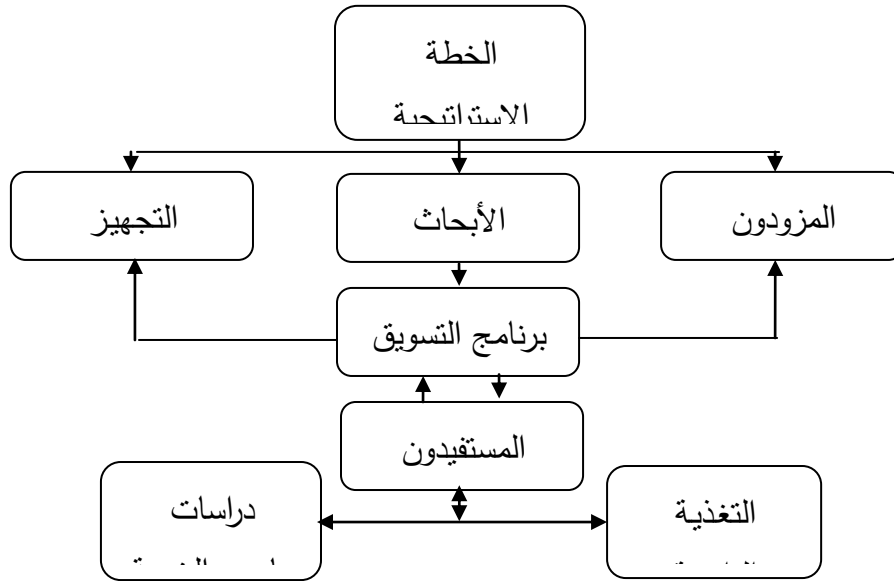 الخطة
الاستراتيجية
المزودون
الأبحاث
التجهيز
برنامج التسويق
المستفيدون
التغذية
دراسات